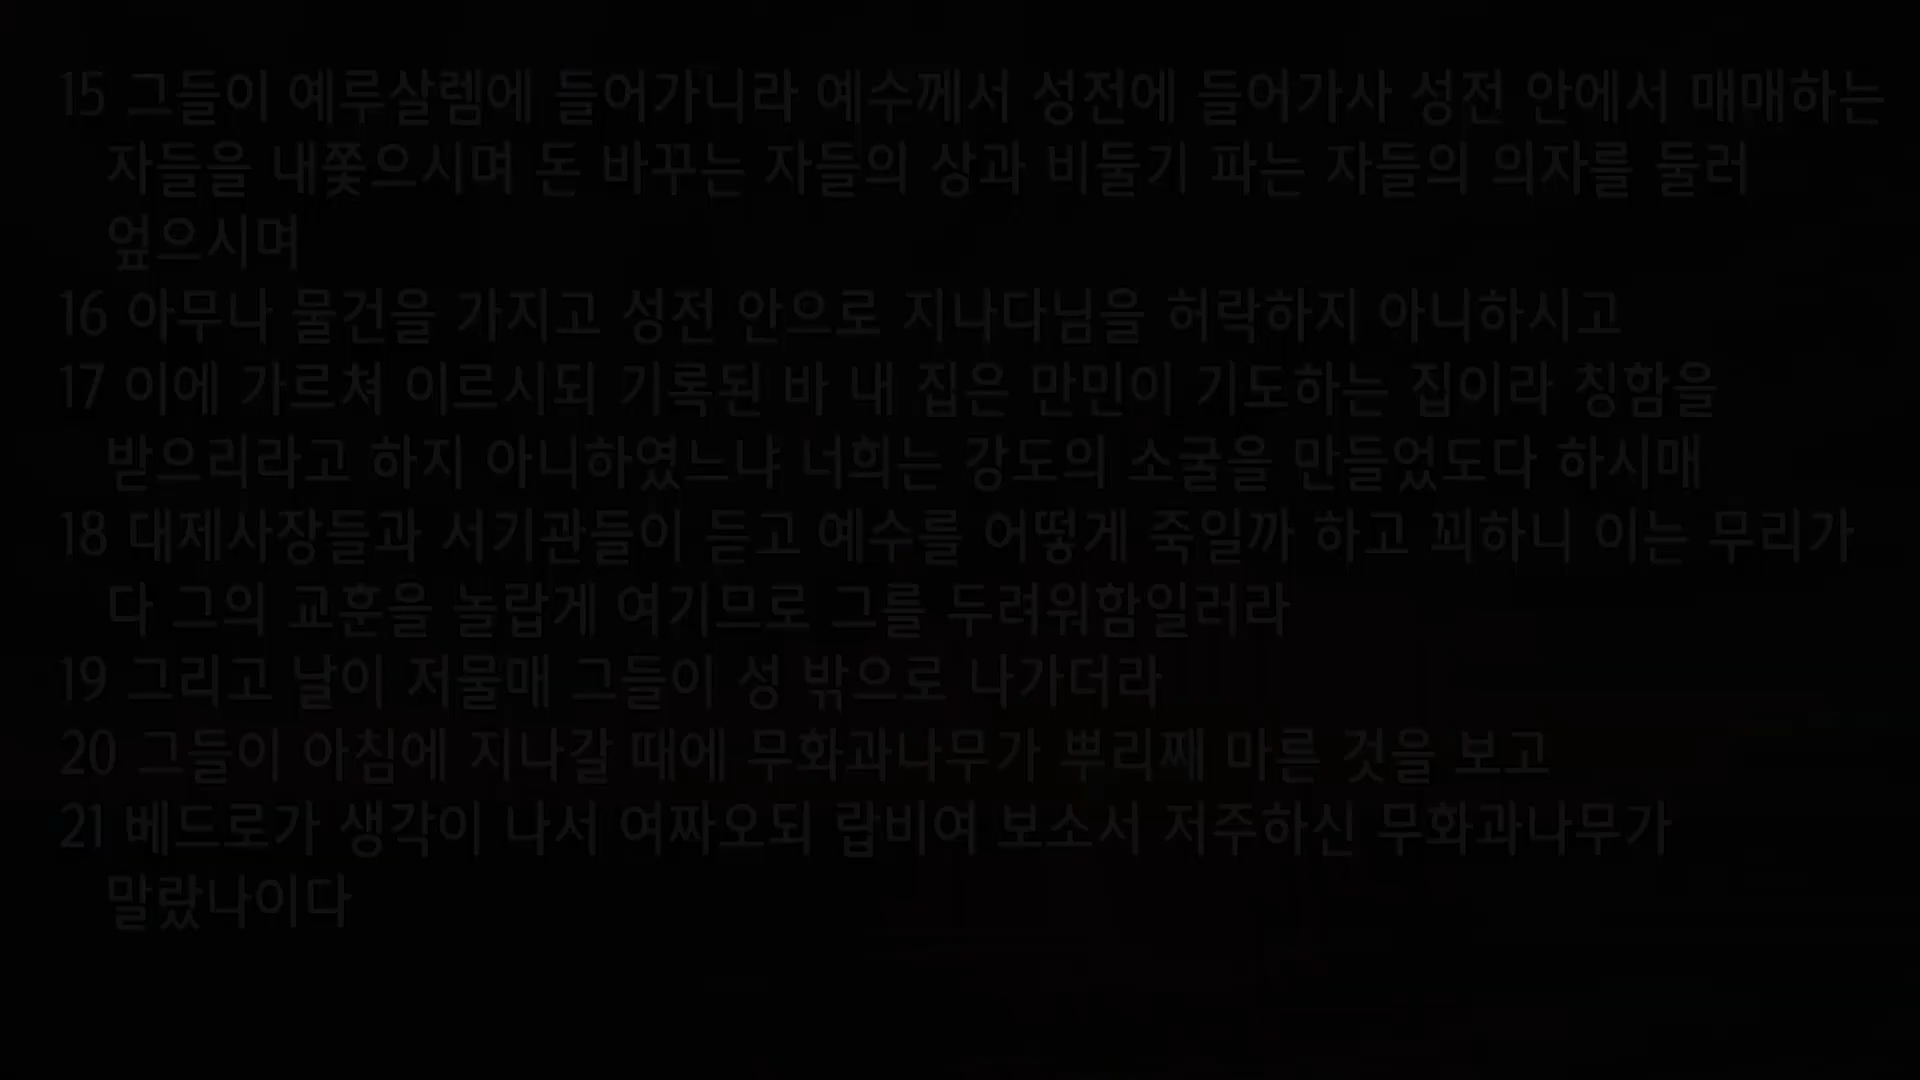 15 그들이 예루살렘에 들어가니라 예수께서 성전에 들어가사 성전 안에서 매매하는
자들을 내쫓으시며 돈 바꾸는 자들의 상과 비둘기 파는 자들의 의자를 둘러
엎으시며
16 아무나 물건을 가지고 성전 안으로 지나다님을 허락하지 아니하시고
17 이에 가르쳐 이르시되 기록된 바 내 집은 만민이 기도하는 집이라 칭함을
받으리라고 하지 아니하였느냐 너희는 강도의 소굴을 만들었도다 하시매
18 대제사장들과 서기관들이 듣고 예수를 어떻게 죽일까 하고 꾀하니 이는 무리가
다 그의 교훈을 놀랍게 여기므로 그를 두려워함일러라
19 그리고 날이 저물매 그들이 성 밖으로 나가더라
20 그들이 아침에 지나갈 때에 무화과나무가 뿌리째 마른 것을 보고
21 베드로가 생각이 나서 여짜오되 랍비여 보소서 저주하신 무화과나무가
말랐나이다